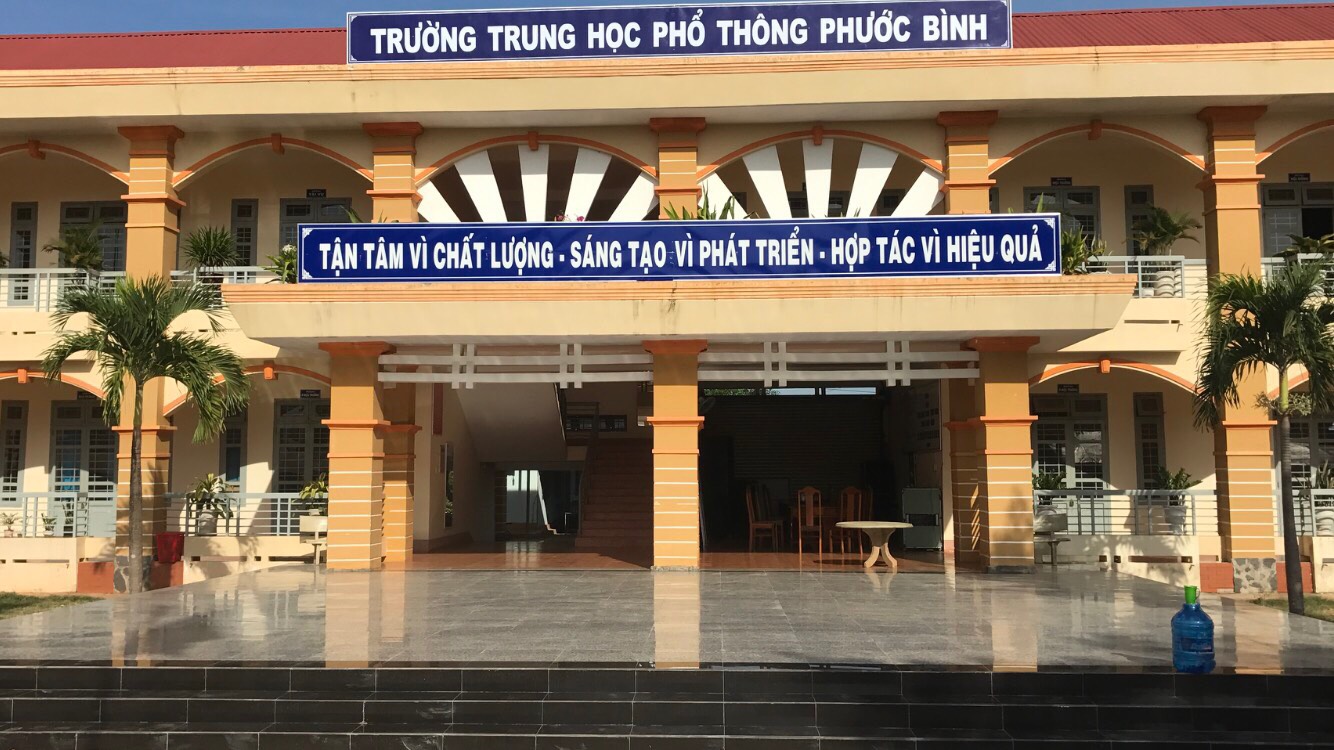 TRƯỜNG TRUNG HỌC PHỔ THÔNG PHƯỚC BÌNH
TẬN TÂM VÌ CHẤT LƯỢNG - SÁNG TẠO VÌ PHÁT TRIỂN - HỢP TÁC VÌ HIỆU QUẢ